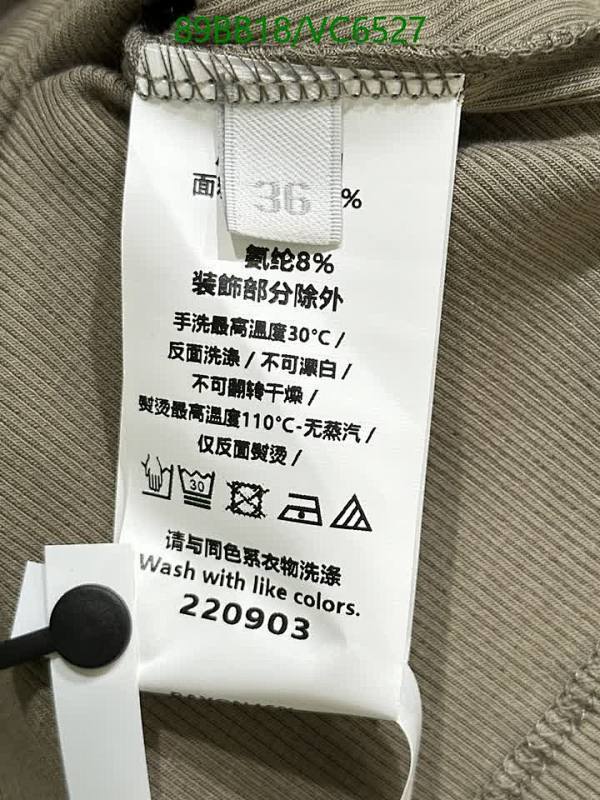 89BB18/VC6527
36
面
%
氨纶8%
装飾部分除外
手洗最高温度30°C /
反面洗涤 / 不可漂白 /
不可翻转干燥 /
熨烫最高温度110°C-无蒸汽 /
仅反面熨烫 /
30
请与同色系衣物洗涤
Wash with like colors.
220903